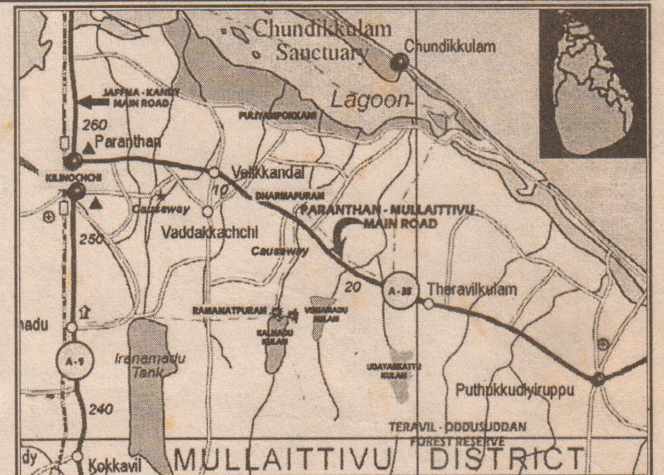 Chundikkulam
Sanctuary
Chundikkulam
JAFFNA - KANDY
MAIN ROAD
Lagoon
PULIYAMPOKKANI
260
Paranthan
KILINOCHCHI
Velikkandal
10
DHARMAPURAM
Causeway
PARANTHAN - MULLAITTIVU
MAIN ROAD
Vaddakkachchi
250
Causeway
20
A-35
Theravilkulam
RAMANATPURAM
KALMADU
KULAM
VISUAMADU
KULAM
nadu
A-9
Iranamadu
Tank
UDAYARKATTU
KULAM
Puthukkudiyiruppu
240
TERAVIL - ODDUSUDDAN
FOREST RESERVE
dy
Kokkavil
MULLAITTIVU DISTRICT